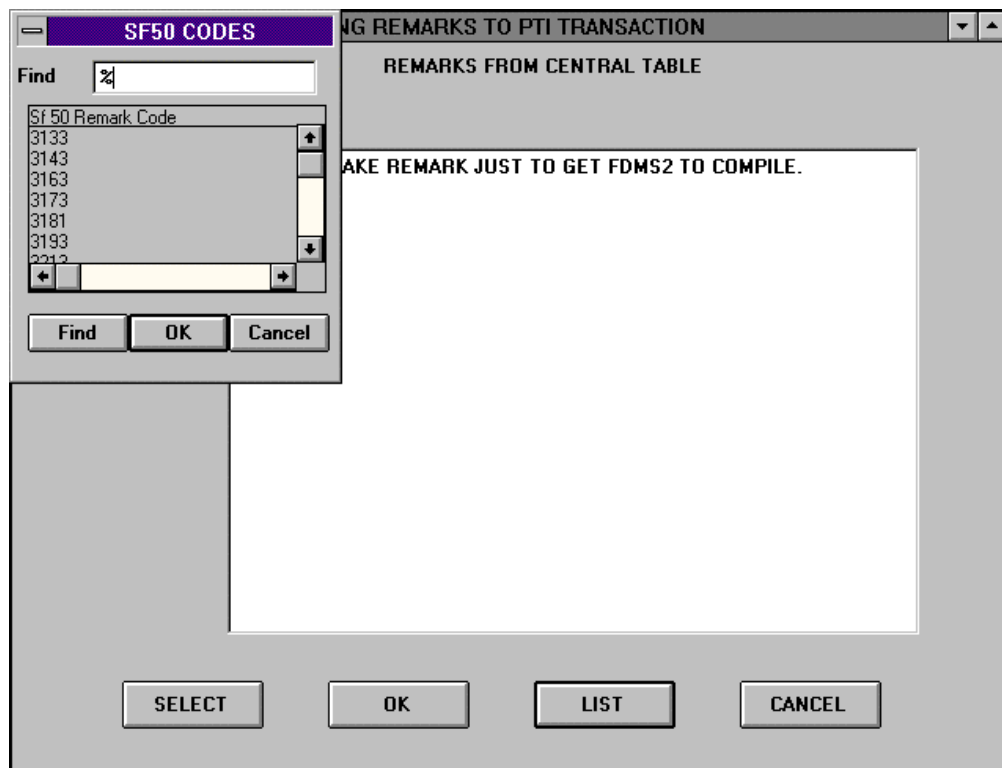 SF50 CODES
Find %
Sf 50 Remark Code
3133
3143
3163
3173
3181
3193
Find OK Cancel
NG REMARKS TO PTI TRANSACTION
REMARKS FROM CENTRAL TABLE
AKE REMARK JUST TO GET FDMS2 TO COMPILE.
SELECT OK LIST CANCEL